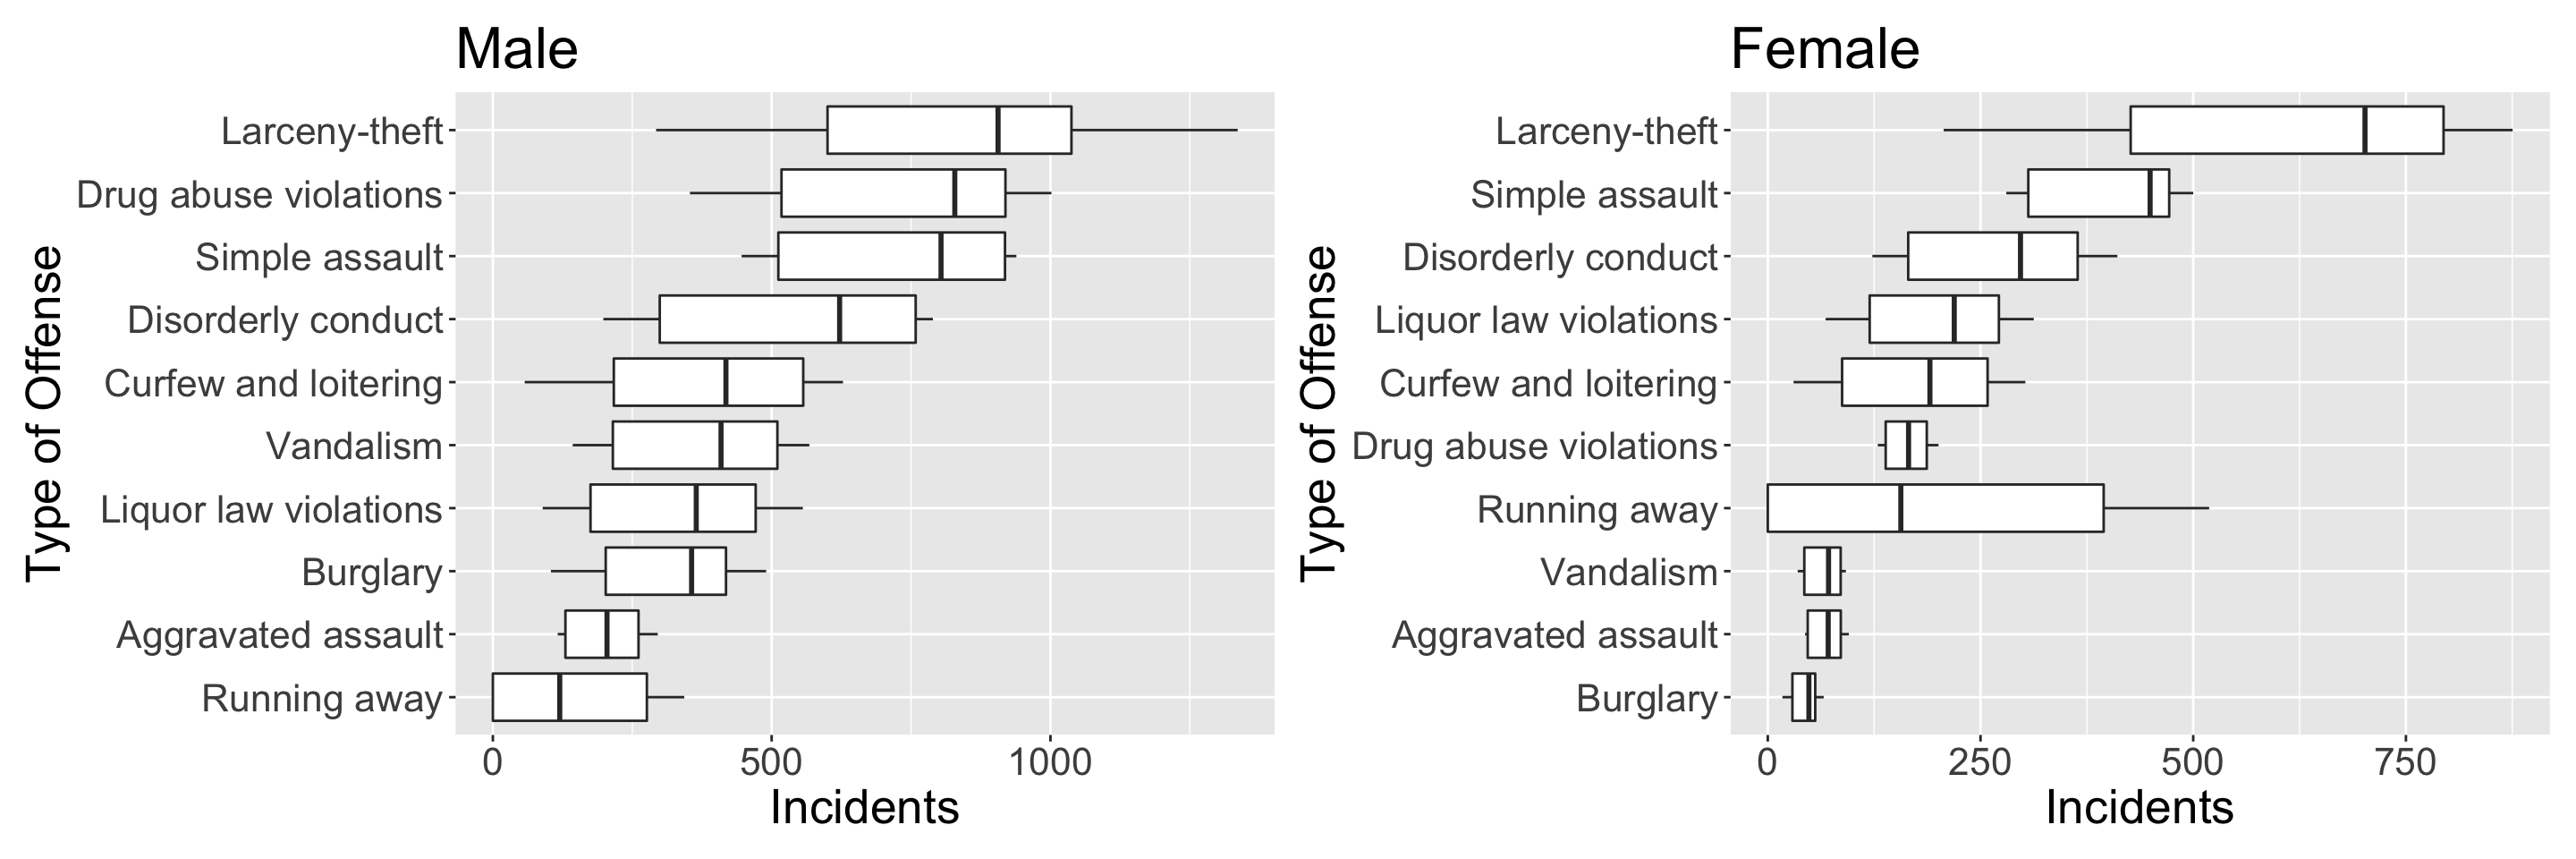 Male
Type of Offense
Larceny-theft
Drug abuse violations
Simple assault
Disorderly conduct
Curfew and loitering
Vandalism
Liquor law violations
Burglary
Aggravated assault
Running away
0 500 1000
Incidents
Female
Type of Offense
Larceny-theft
Simple assault
Disorderly conduct
Liquor law violations
Curfew and loitering
Drug abuse violations
Running away
Vandalism
Aggravated assault
Burglary
0 250 500 750
Incidents